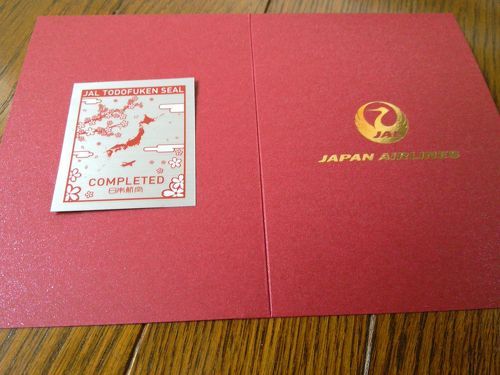 JAL TODOFUKEN SEAL
COMPLETED
日本航空
JAL
JAPAN AIRLINES